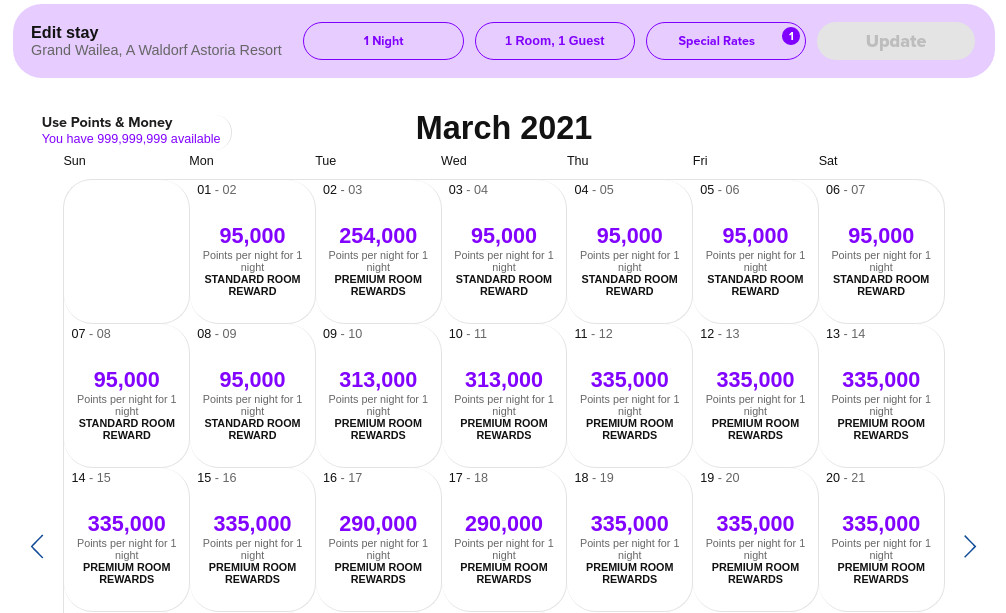 Edit stay
Grand Wailea, A Waldorf Astoria Resort
1 Night
1 Room, 1 Guest
Special Rates
1
Update
Use Points & Money
You have 999,999,999 available
March 2021
Sun Mon Tue Wed Thu Fri Sat
01 - 02 02 - 03 03 - 04 04 - 05 05 - 06 06 - 07
95,000 254,000 95,000 95,000 95,000 95,000
Points per night for 1 Points per night for 1 Points per night for 1 Points per night for 1 Points per night for 1 Points per night for 1
night night night night night night
STANDARD ROOM PREMIUM ROOM STANDARD ROOM STANDARD ROOM STANDARD ROOM STANDARD ROOM
REWARD REWARDS REWARD REWARD REWARD REWARD
07 - 08 08 - 09 09 - 10 10 - 11 11 - 12 12 - 13 13 - 14
95,000 95,000 313,000 313,000 335,000 335,000 335,000
Points per night for 1 Points per night for 1 Points per night for 1 Points per night for 1 Points per night for 1 Points per night for 1 Points per night for 1
night night night night night night night
STANDARD ROOM STANDARD ROOM PREMIUM ROOM PREMIUM ROOM PREMIUM ROOM PREMIUM ROOM PREMIUM ROOM
REWARD REWARD REWARDS REWARDS REWARDS REWARDS REWARDS
14 - 15 15 - 16 16 - 17 17 - 18 18 - 19 19 - 20 20 - 21
335,000 335,000 290,000 290,000 335,000 335,000 335,000
Points per night for 1 Points per night for 1 Points per night for 1 Points per night for 1 Points per night for 1 Points per night for 1 Points per night for 1
night night night night night night night
PREMIUM ROOM PREMIUM ROOM PREMIUM ROOM PREMIUM ROOM PREMIUM ROOM PREMIUM ROOM PREMIUM ROOM
REWARDS REWARDS REWARDS REWARDS REWARDS REWARDS REWARDS